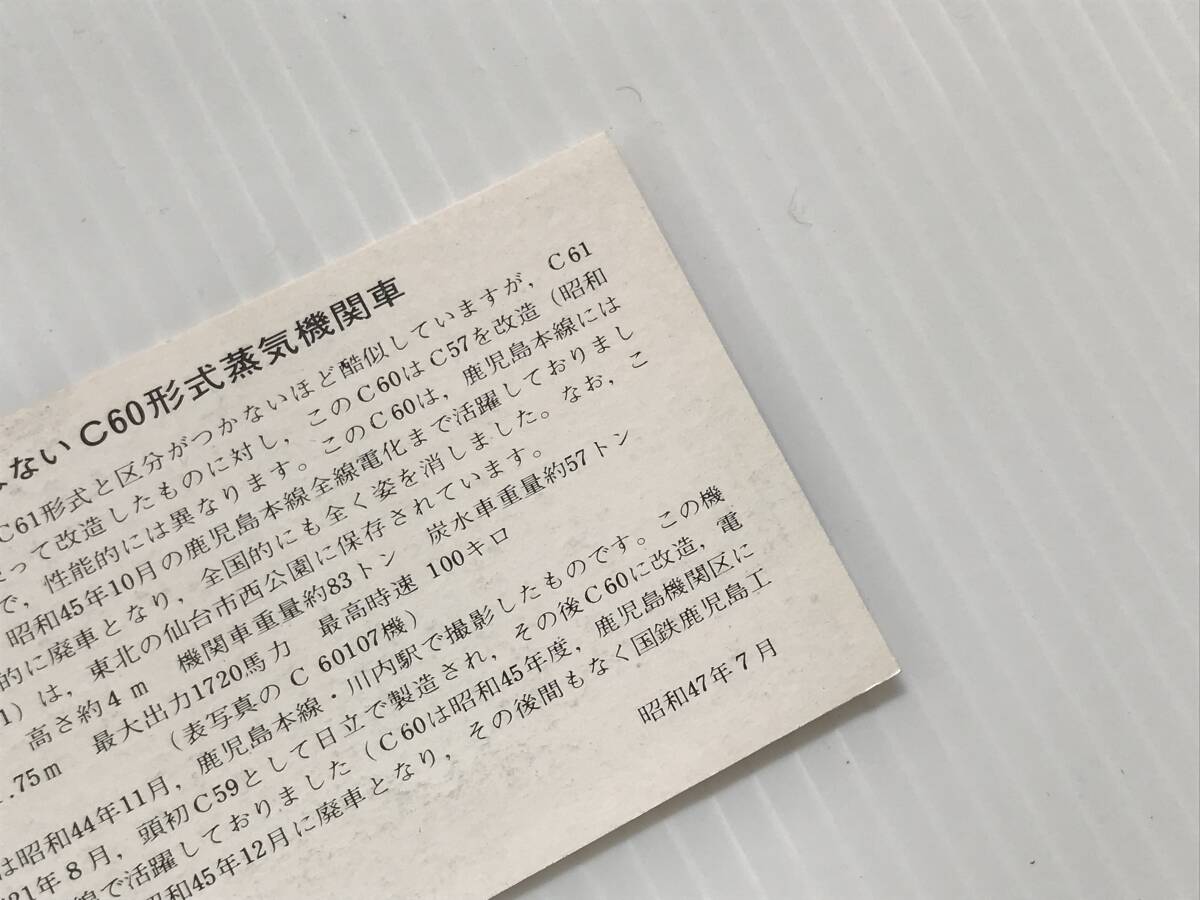 ないC60形式蒸気機関車
C61形式と区分がつかないほど酷似していますが，C61
って改造したものに対し，このC60はC57を改造（昭和
で，性能的には異なります。このC60は，鹿児島本線には
昭和45年10月の鹿児島本線全線電化まで活躍しておりまし
的に廃車となり，全国的にも全く姿を消しました。なお，こ
1）は，東北の仙台市西公園に保存されています。
高さ約4m　機関車重量約83トン　炭水車重量約57トン
.75m　最大出力1720馬力　最高時速 100キロ
（表写真のC 60107機）
は昭和44年11月，鹿児島本線・川内駅で撮影したものです。この機
21年8月，頭初C59として日立で製造され，その後C60に改造，電
線で活躍しておりました（C60は昭和45年度，鹿児島機関区に
和45年12月に廃車となり，その後間もなく国鉄鹿児島工
昭和47年7月